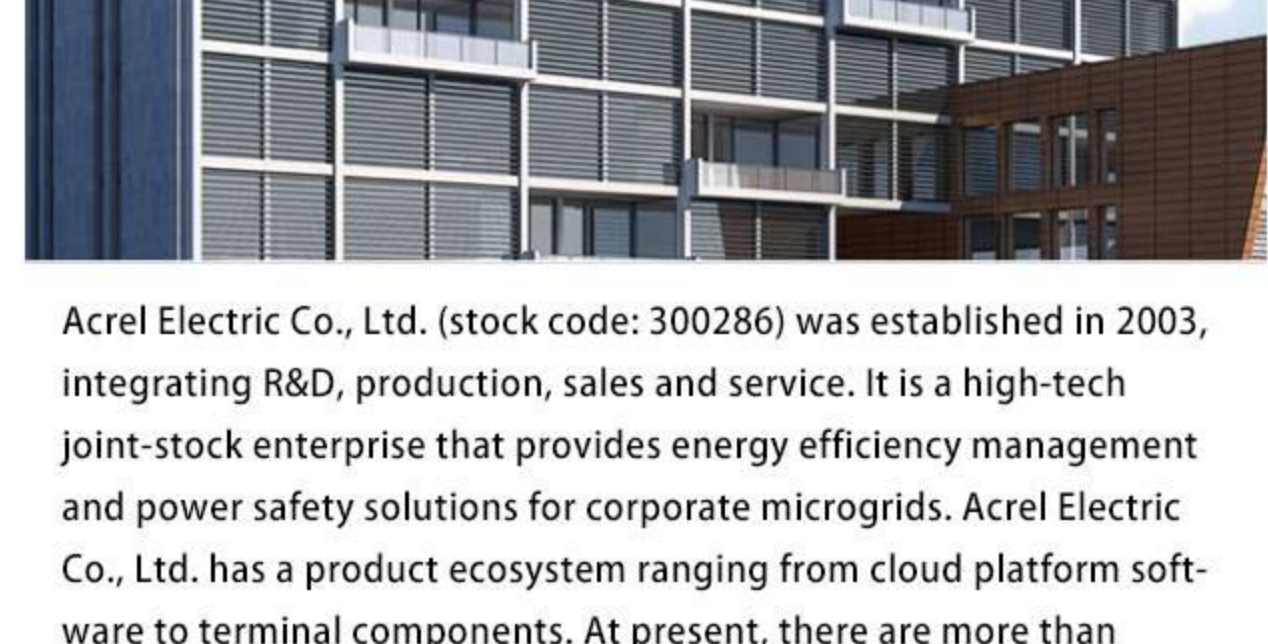 Acrel Electric Co., Ltd. (stock code: 300286) was established in 2003,
integrating R&D, production, sales and service. It is a high-tech
joint-stock enterprise that provides energy efficiency management
and power safety solutions for corporate microgrids. Acrel Electric
Co., Ltd. has a product ecosystem ranging from cloud platform soft-
ware to terminal components. At present, there are more than